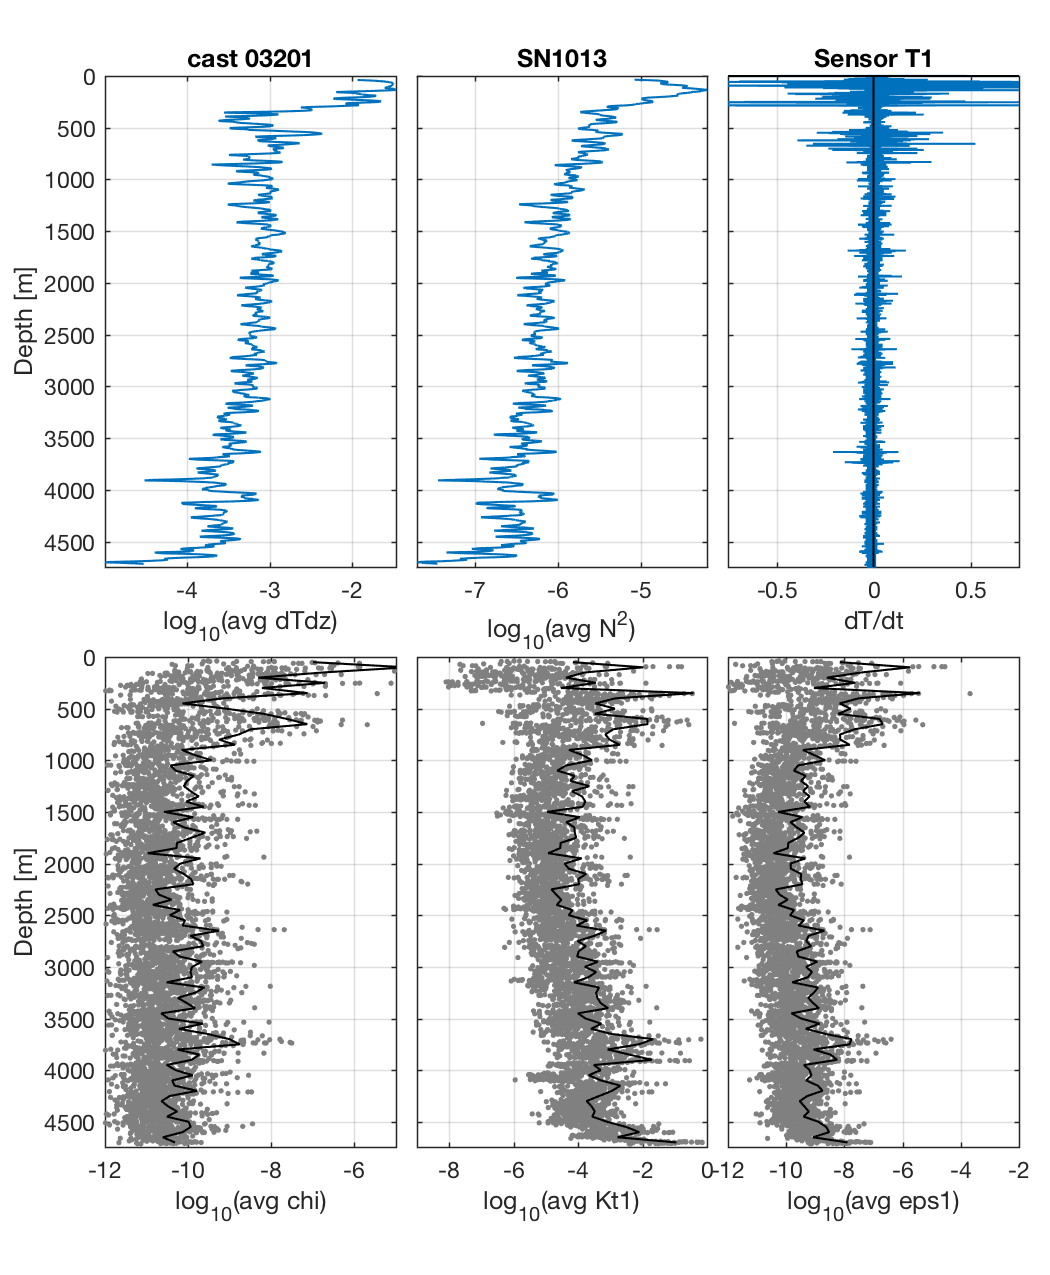 cast 03201
SN1013
Sensor T1
0
500
1000
1500
2000
2500
3000
3500
4000
4500
Depth [m]
-4 -3 -2
log10(avg dTdz)
-7 -6 -5
log10(avg N2)
-0.5 0 0.5
dT/dt
0
500
1000
1500
2000
2500
3000
3500
4000
4500
Depth [m]
-12 -10 -8 -6
log10(avg chi)
-8 -6 -4 -2 0
log10(avg Kt1)
-12 -10 -8 -6 -4 -2
log10(avg eps1)